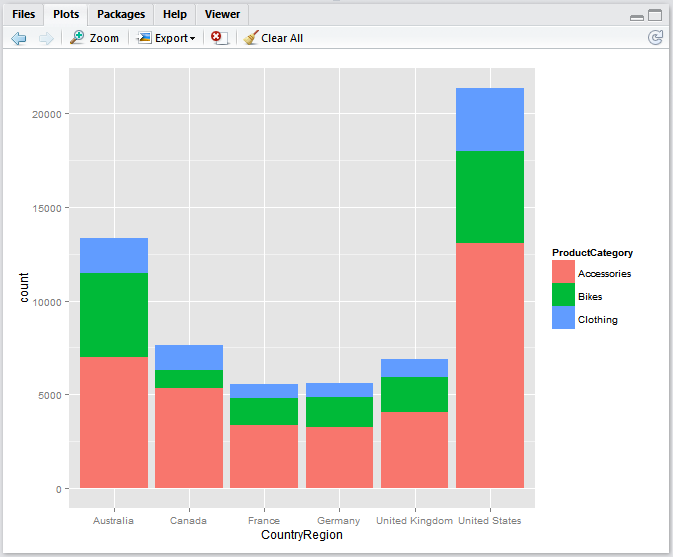 Files Plots Packages Help Viewer
Zoom Export Clear All
20000
15000
10000
5000
0
count
Australia Canada France Germany United Kingdom United States
CountryRegion
ProductCategory
Accessories
Bikes
Clothing